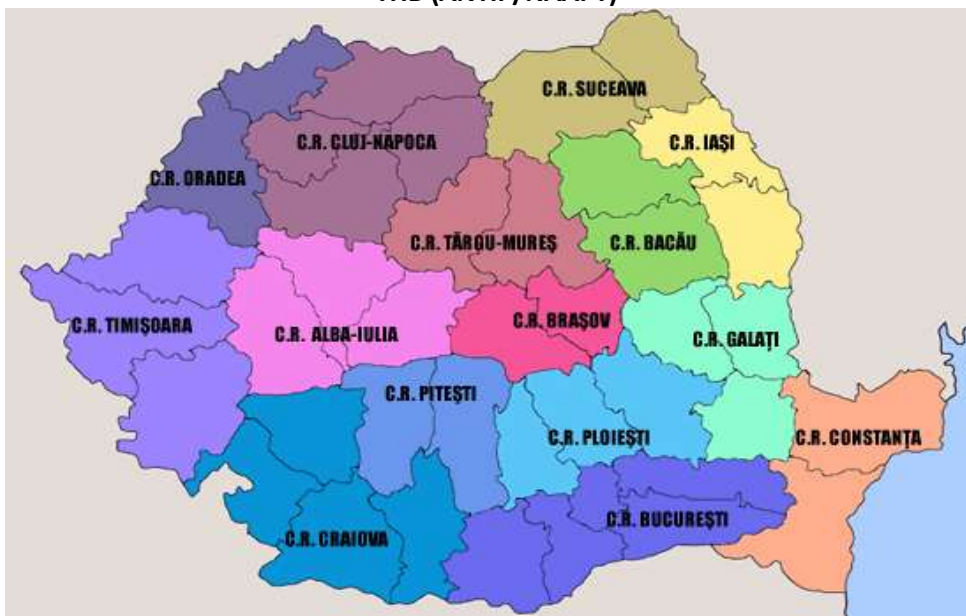 C.R. SUCEAVA
C.R. CLUJ-NAPOCA
C.R. IAȘI
C.R. ORADEA
C.R. TÂRGU-MUREȘ
C.R. BACĂU
C.R. TIMIȘOARA
C.R. ALBA-IULIA
C.R. BRAȘOV
C.R. GALAȚI
C.R. PITEȘTI
C.R. PLOIEȘTI
C.R. CONSTANȚA
C.R. CRAIOVA
C.R. BUCUREȘTI